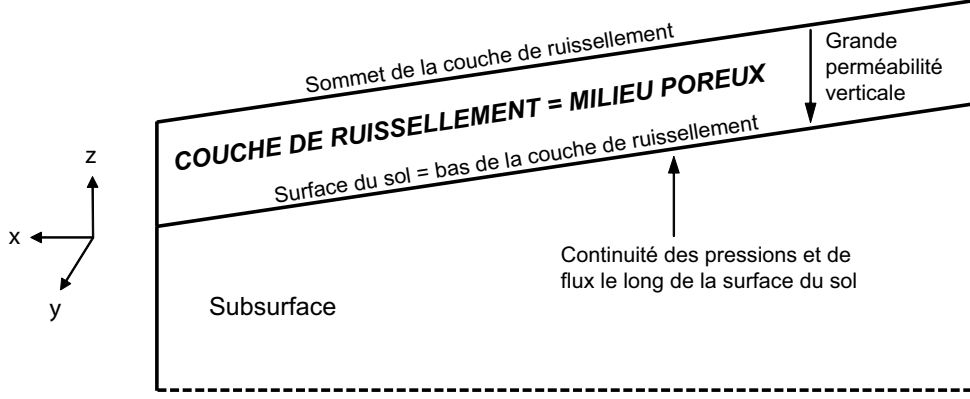 Sommet de la couche de ruissellement
Grande
perméabilité
verticale
COUCHE DE RUISSELLEMENT = MILIEU POREUX
Surface du sol = bas de la couche de ruissellement
z
x
y
Continuité des pressions et de
flux le long de la surface du sol
Subsurface